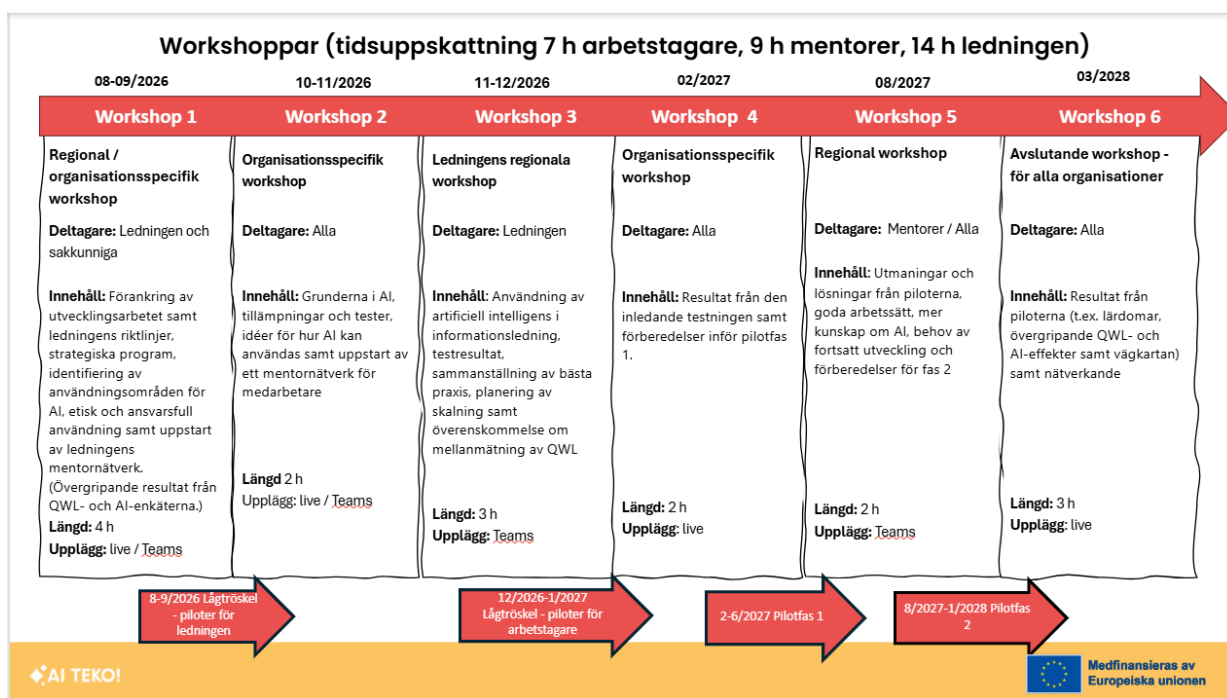 Workshoppar (tidsuppskattning 7 h arbetstagare, 9 h mentorer, 14 h ledningen)
08-09/2026
10-11/2026
11-12/2026
02/2027
08/2027
03/2028
Workshop 1
Workshop 2
Workshop 3
Workshop  4
Workshop 5
Workshop 6
Regional /
organisationsspecifik
workshop
Deltagare: Ledningen och
sakkunniga
Innehåll: Förankring av
utvecklingsarbetet samt
ledningens riktlinjer,
strategiska program,
identifiering av
användningsområden för
AI, etisk och ansvarsfull
användning samt uppstart
av ledningens
mentornätverk.
(Övergripande resultat från
QWL- och AI-enkäterna.)
Längd: 4 h
Upplägg: live / Teams
Organisationsspecifik
workshop
Deltagare: Alla
Innehåll: Grunderna i AI,
tillämpningar och tester,
idéer för hur AI kan
användas samt uppstart av
ett mentornätverk för
medarbetare
Längd 2 h
Upplägg: live / Teams
Ledningens regionala
workshop
Deltagare: Ledningen
Innehåll: Användning av
artificiell intelligens i
informationsledning,
testresultat,
sammanställning av bästa
praxis, planering av
skalning samt
överenskommelse om
mellanmätning av QWL
Längd: 3 h
Upplägg: Teams
Organisationsspecifik
workshop
Deltagare: Alla
Innehåll: Resultat från den
inledande testningen samt
förberedelser inför pilotfas
1.
Längd: 2 h
Upplägg: live
Regional workshop
Deltagare:  Mentorer / Alla
Innehåll: Utmaningar och
lösningar från piloterna,
goda arbetssätt, mer
kunskap om AI, behov av
fortsatt utveckling och
förberedelser för fas 2
Längd: 2 h
Upplägg: Teams
Avslutande workshop -
för alla organisationer
Deltagare: Alla
Innehåll: Resultat från
piloterna (t.ex. lärdomar,
övergripande QWL- och
AI-effekter samt vägkartan)
samt nätverkande
Längd: 3 h
Upplägg: live
8-9/2026 Lågtröskel
- piloter för
ledningen
12/2026-1/2027
Lågtröskel - piloter för
arbetstagare
2-6/2027 Pilotfas 1
8/2027-1/2028 Pilotfas
2
AI TEKO!
Medfinansieras av
Europeiska unionen